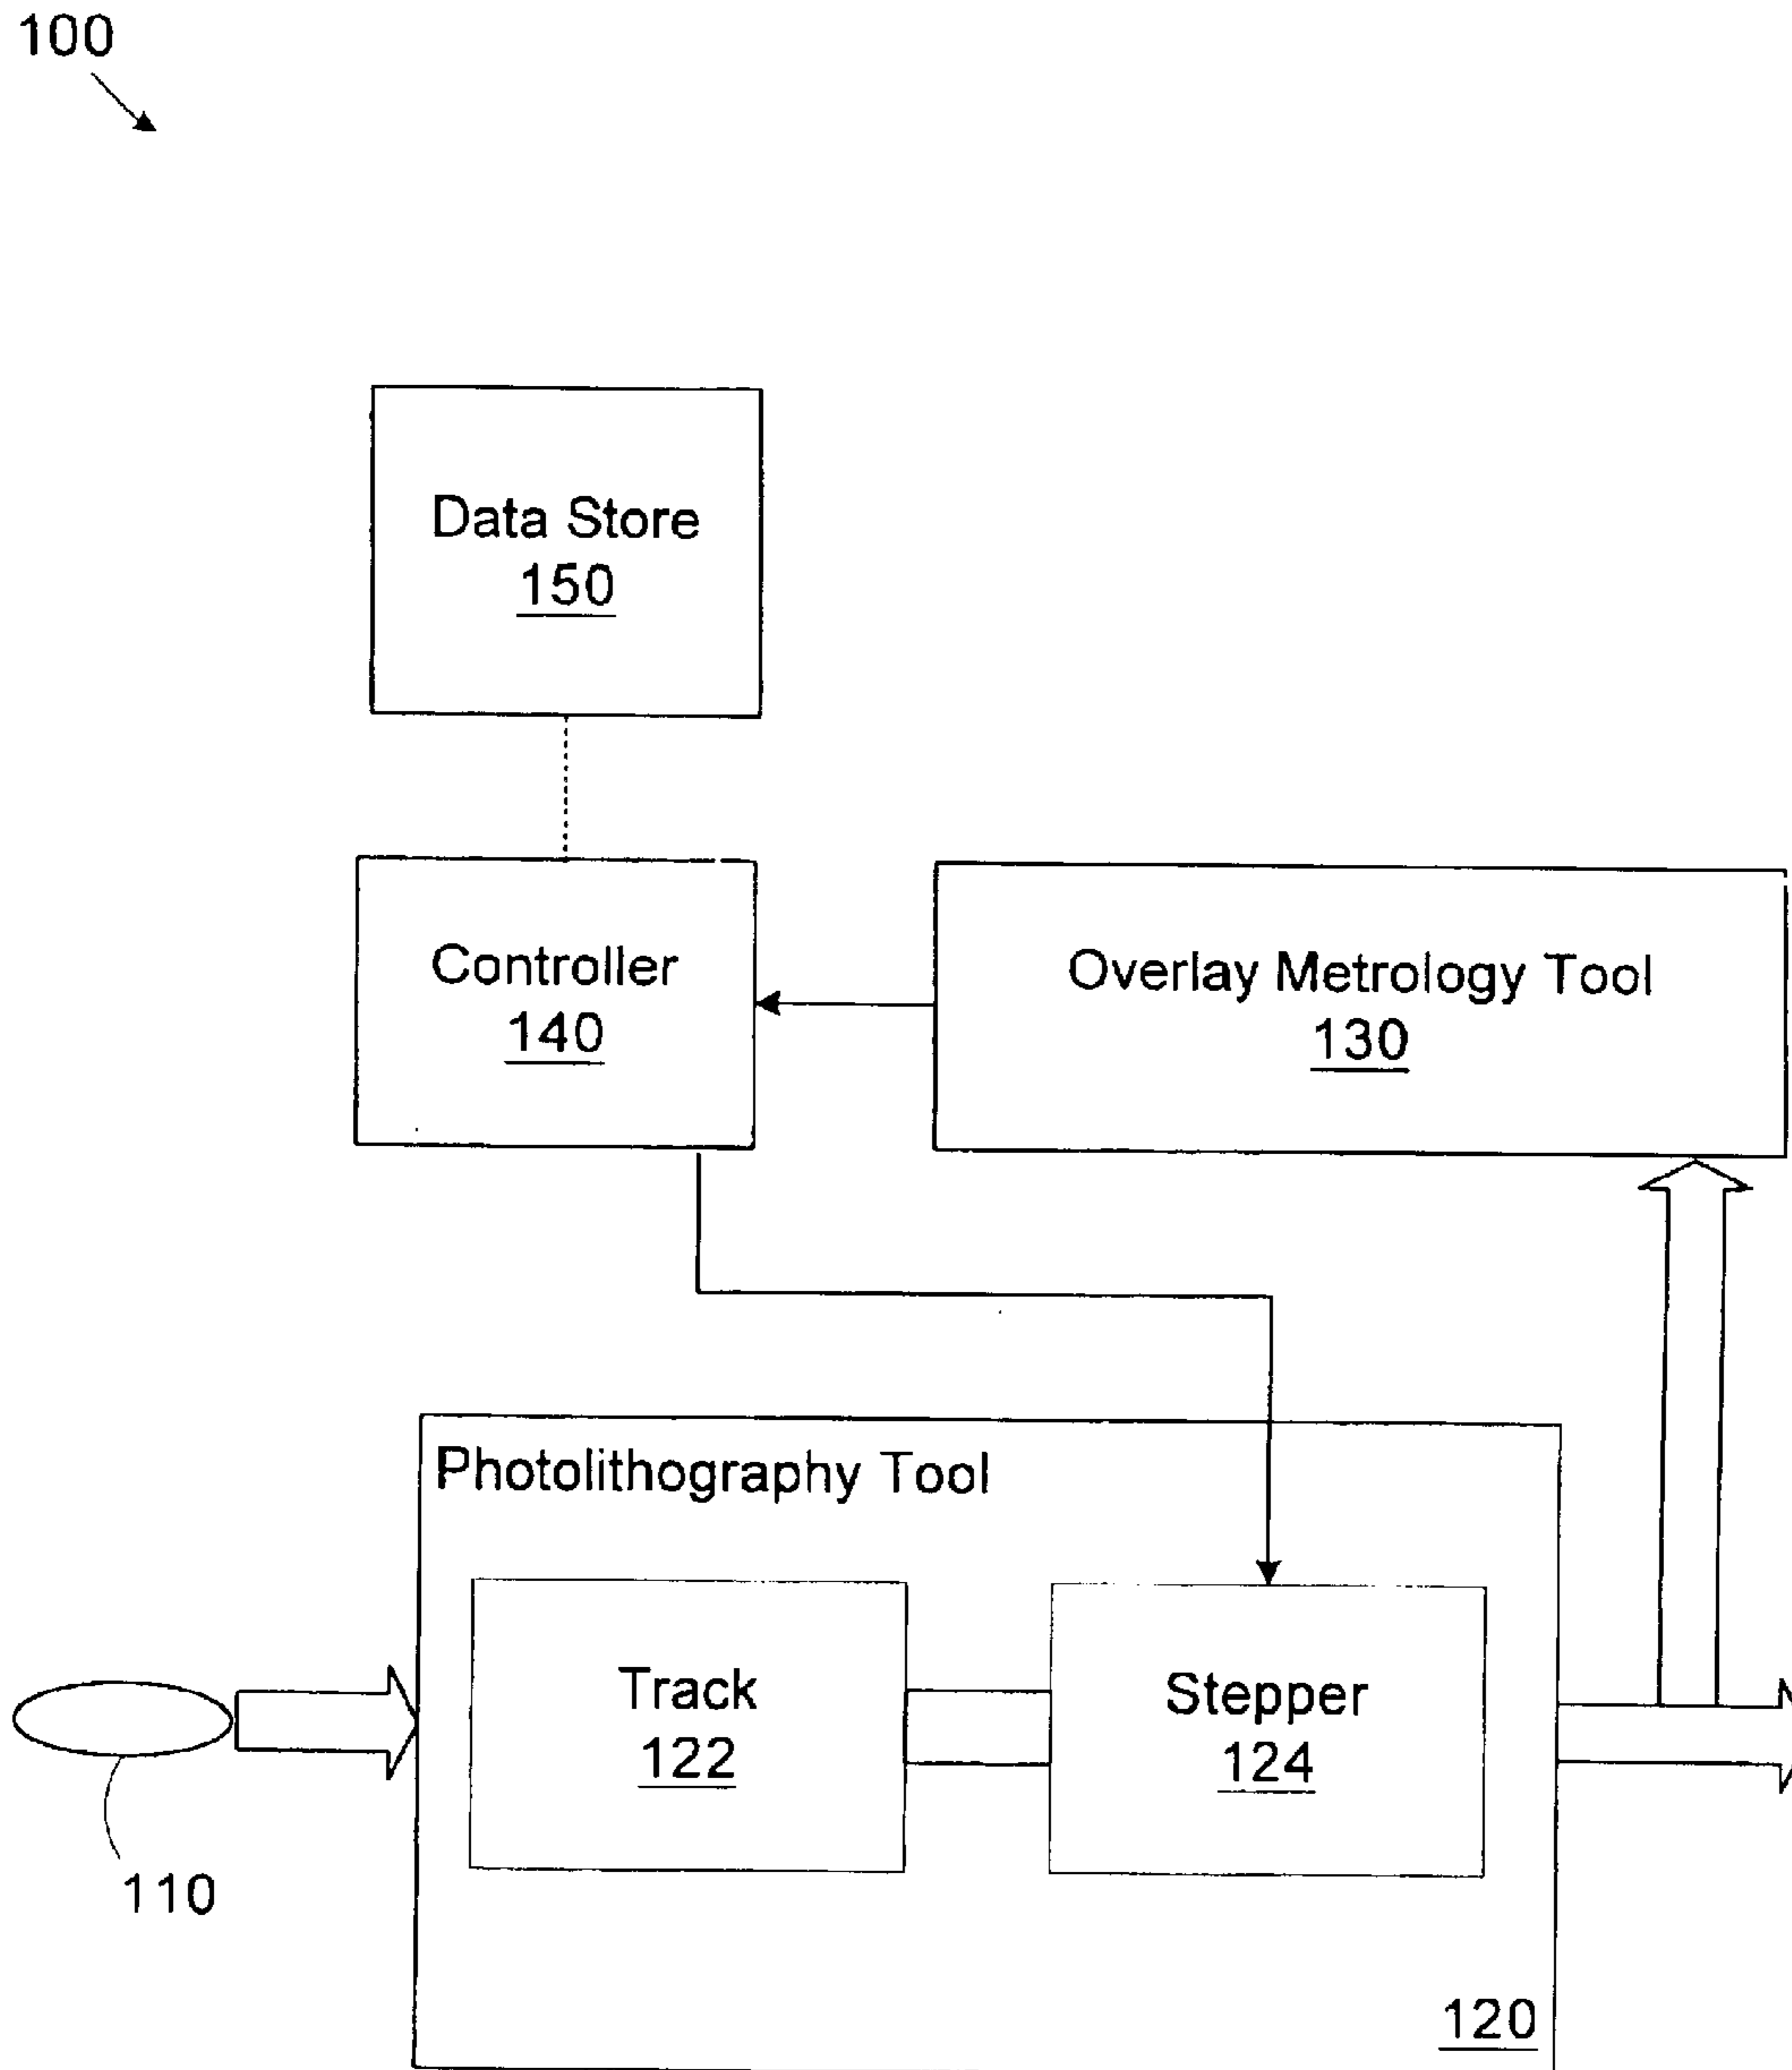 100
Data Store
150
Controller
140
Overlay Metrology Tool
130
Photolithography Tool
Track
122
Stepper
124
110
120